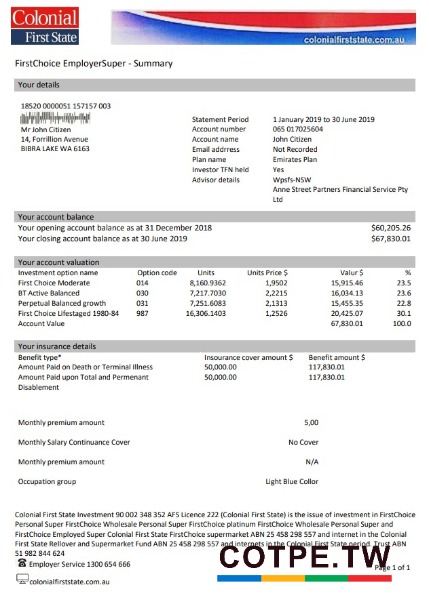 Colonial
First State
colonialfirststate.com.au
FirstChoice EmployerSuper - Summary
Your details
18520 0000051 157157 003
Mr John Citizen
14, Forrillion Avenue
BIBRA LAKE WA 6163
Statement Period 1 January 2019 to 30 June 2019
Account number 065 017025604
Account name John Citizen
Email addrress Not Recorded
Plan name Emirates Plan
Investor TFN held Yes
Advisor details Wpsfs-NSW
Anne Street Partners Financial Service Pty
Ltd
Your account balance
Your opening account balance as at 31 December 2018 $60,205.26
Your closing account balance as at 30 June 2019 $67,830.01
Your account valuation
Investment option name Option code Units Units Price $ Valur $ %
First Choice Moderate 014 8,160.9362 1,9502 15,915.46 23.5
BT Active Balanced 030 7,217.7030 2,2215 16,034.13 23.6
Perpetual Balanced growth 031 7,251.6083 2,1313 15,455.35 22.8
First Choice Lifestaged 1980-84 987 16,306.1403 1,2526 20,425.07 30.1
Account Value 67,830.01 100.0
Your insurance details
Benefit type* Insourance cover amount $ Benefit amount $
Amount Paid on Death or Terminal Illness 50,000.00 117,830.01
Amount Paid upon Total and Permenant 50,000.00 117,830.01
Disablement
Monthly premium amount 5,00
Monthly Salary Continuance Cover No Cover
Monthly premium amount N/A
Occupation group Light Blue Collor
Colonial First State Investment 90 002 348 352 AFS Licence 222 (Colonial First State) is the issue of investment in FirstChoice
Personal Super FirstChoice Wholesale Personal Super FirstChoice platinum FirstChoice Wholesale Personal Super and
FirstChoice Employed Super Colonial First State FirstChoice supermarket ABN 25 458 298 557 and internet in the Colonial
First State Rellover and Supermarket Fund ABN 25 458 298 557 and internets in the Colonial First State period Trust ABN
51 982 844 624
Employer Service 1300 654 666
Page 1 of 1
colonialfirststate.com.au
COTPE.TW